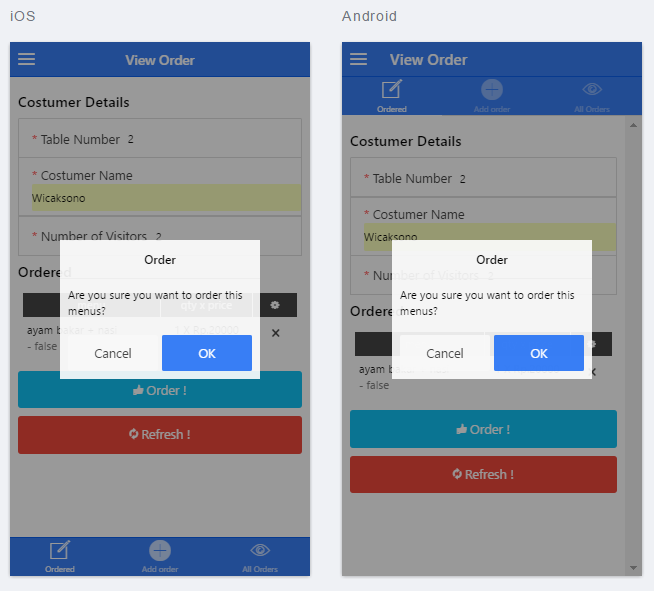 iOS
View Order
Costumer Details
* Table Number 2
* Costumer Name
Wicaksono
* Number of Visitors 2
Ordered
Order
Are you sure you want to order this
menus?
ayam bakar + nasi 1 X Rp.20000
- false
Cancel
OK
Order !
Refresh !
Ordered
Add order
All Orders
Android
View Order
Ordered
Add order
All Orders
Costumer Details
* Table Number 2
* Costumer Name
Wicaksono
* Number of Visitors 2
Ordere
Order
Are you sure you want to order this
menus?
ayam
- false
Cancel
OK
Order !
Refresh !